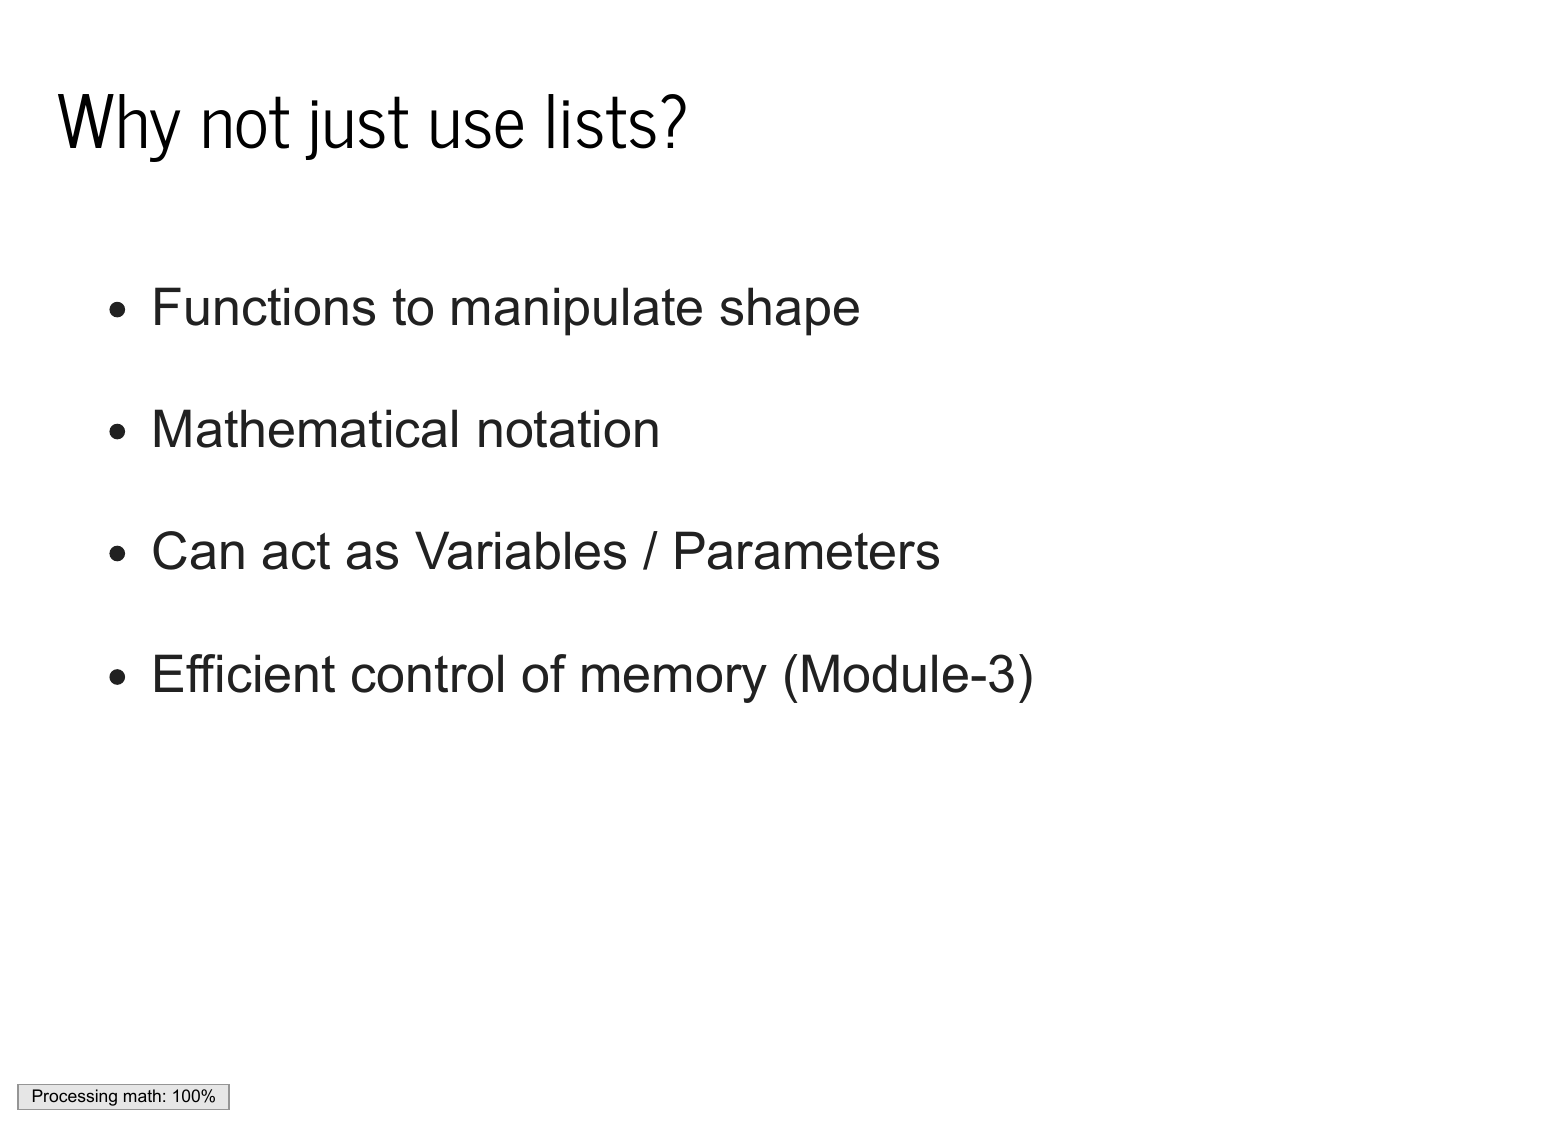 Why not just use lists?
• Functions to manipulate shape
• Mathematical notation
• Can act as Variables / Parameters
• Efficient control of memory (Module-3)
Processing math: 100%